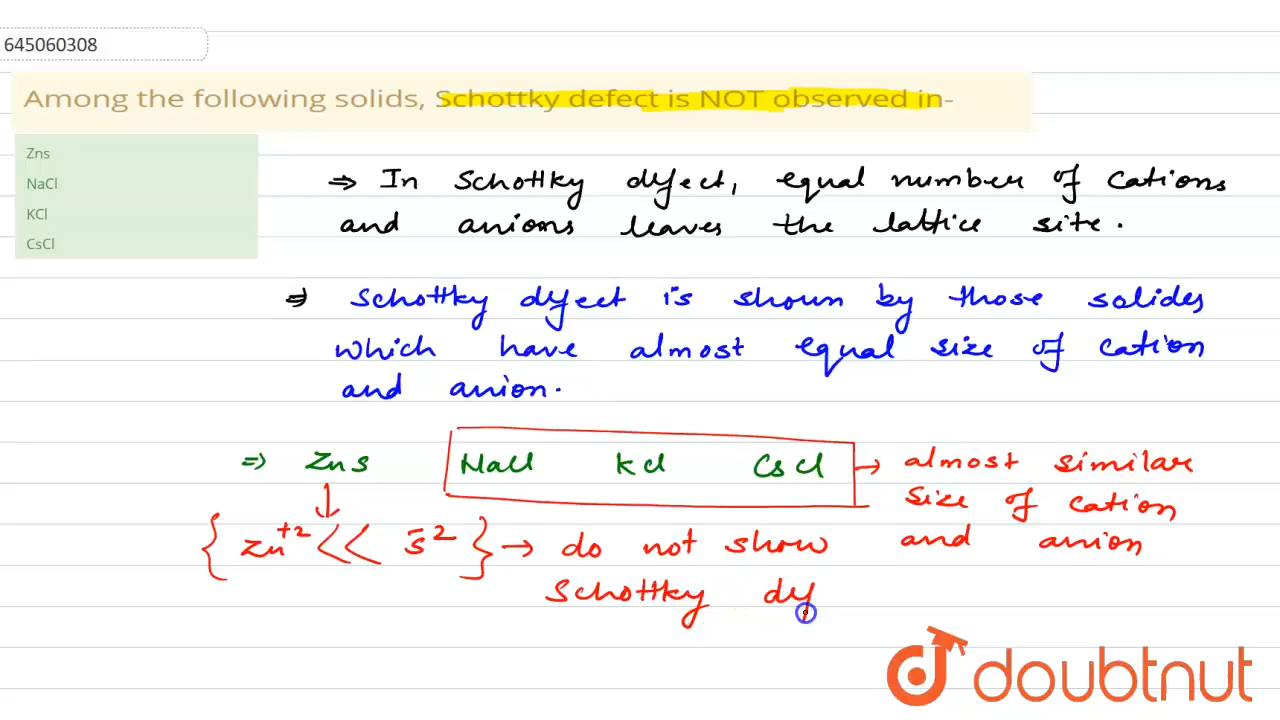 645060308
Among the following solids, Schottky defect is NOT observed in-
Zns
NaCl
KCl
CsCl
⇒ In Schottky defect, equal number of cations
and anions leaves the lattice site.
⇒ Schottky defect is shown by those solides
which have almost equal size of cation
and anion.
⇒ Zns NaCl KCl CsCl → almost similar
size of cation
and anion
{ Zn+2 << S-2 } → do not show
Schottky def
doubtnut